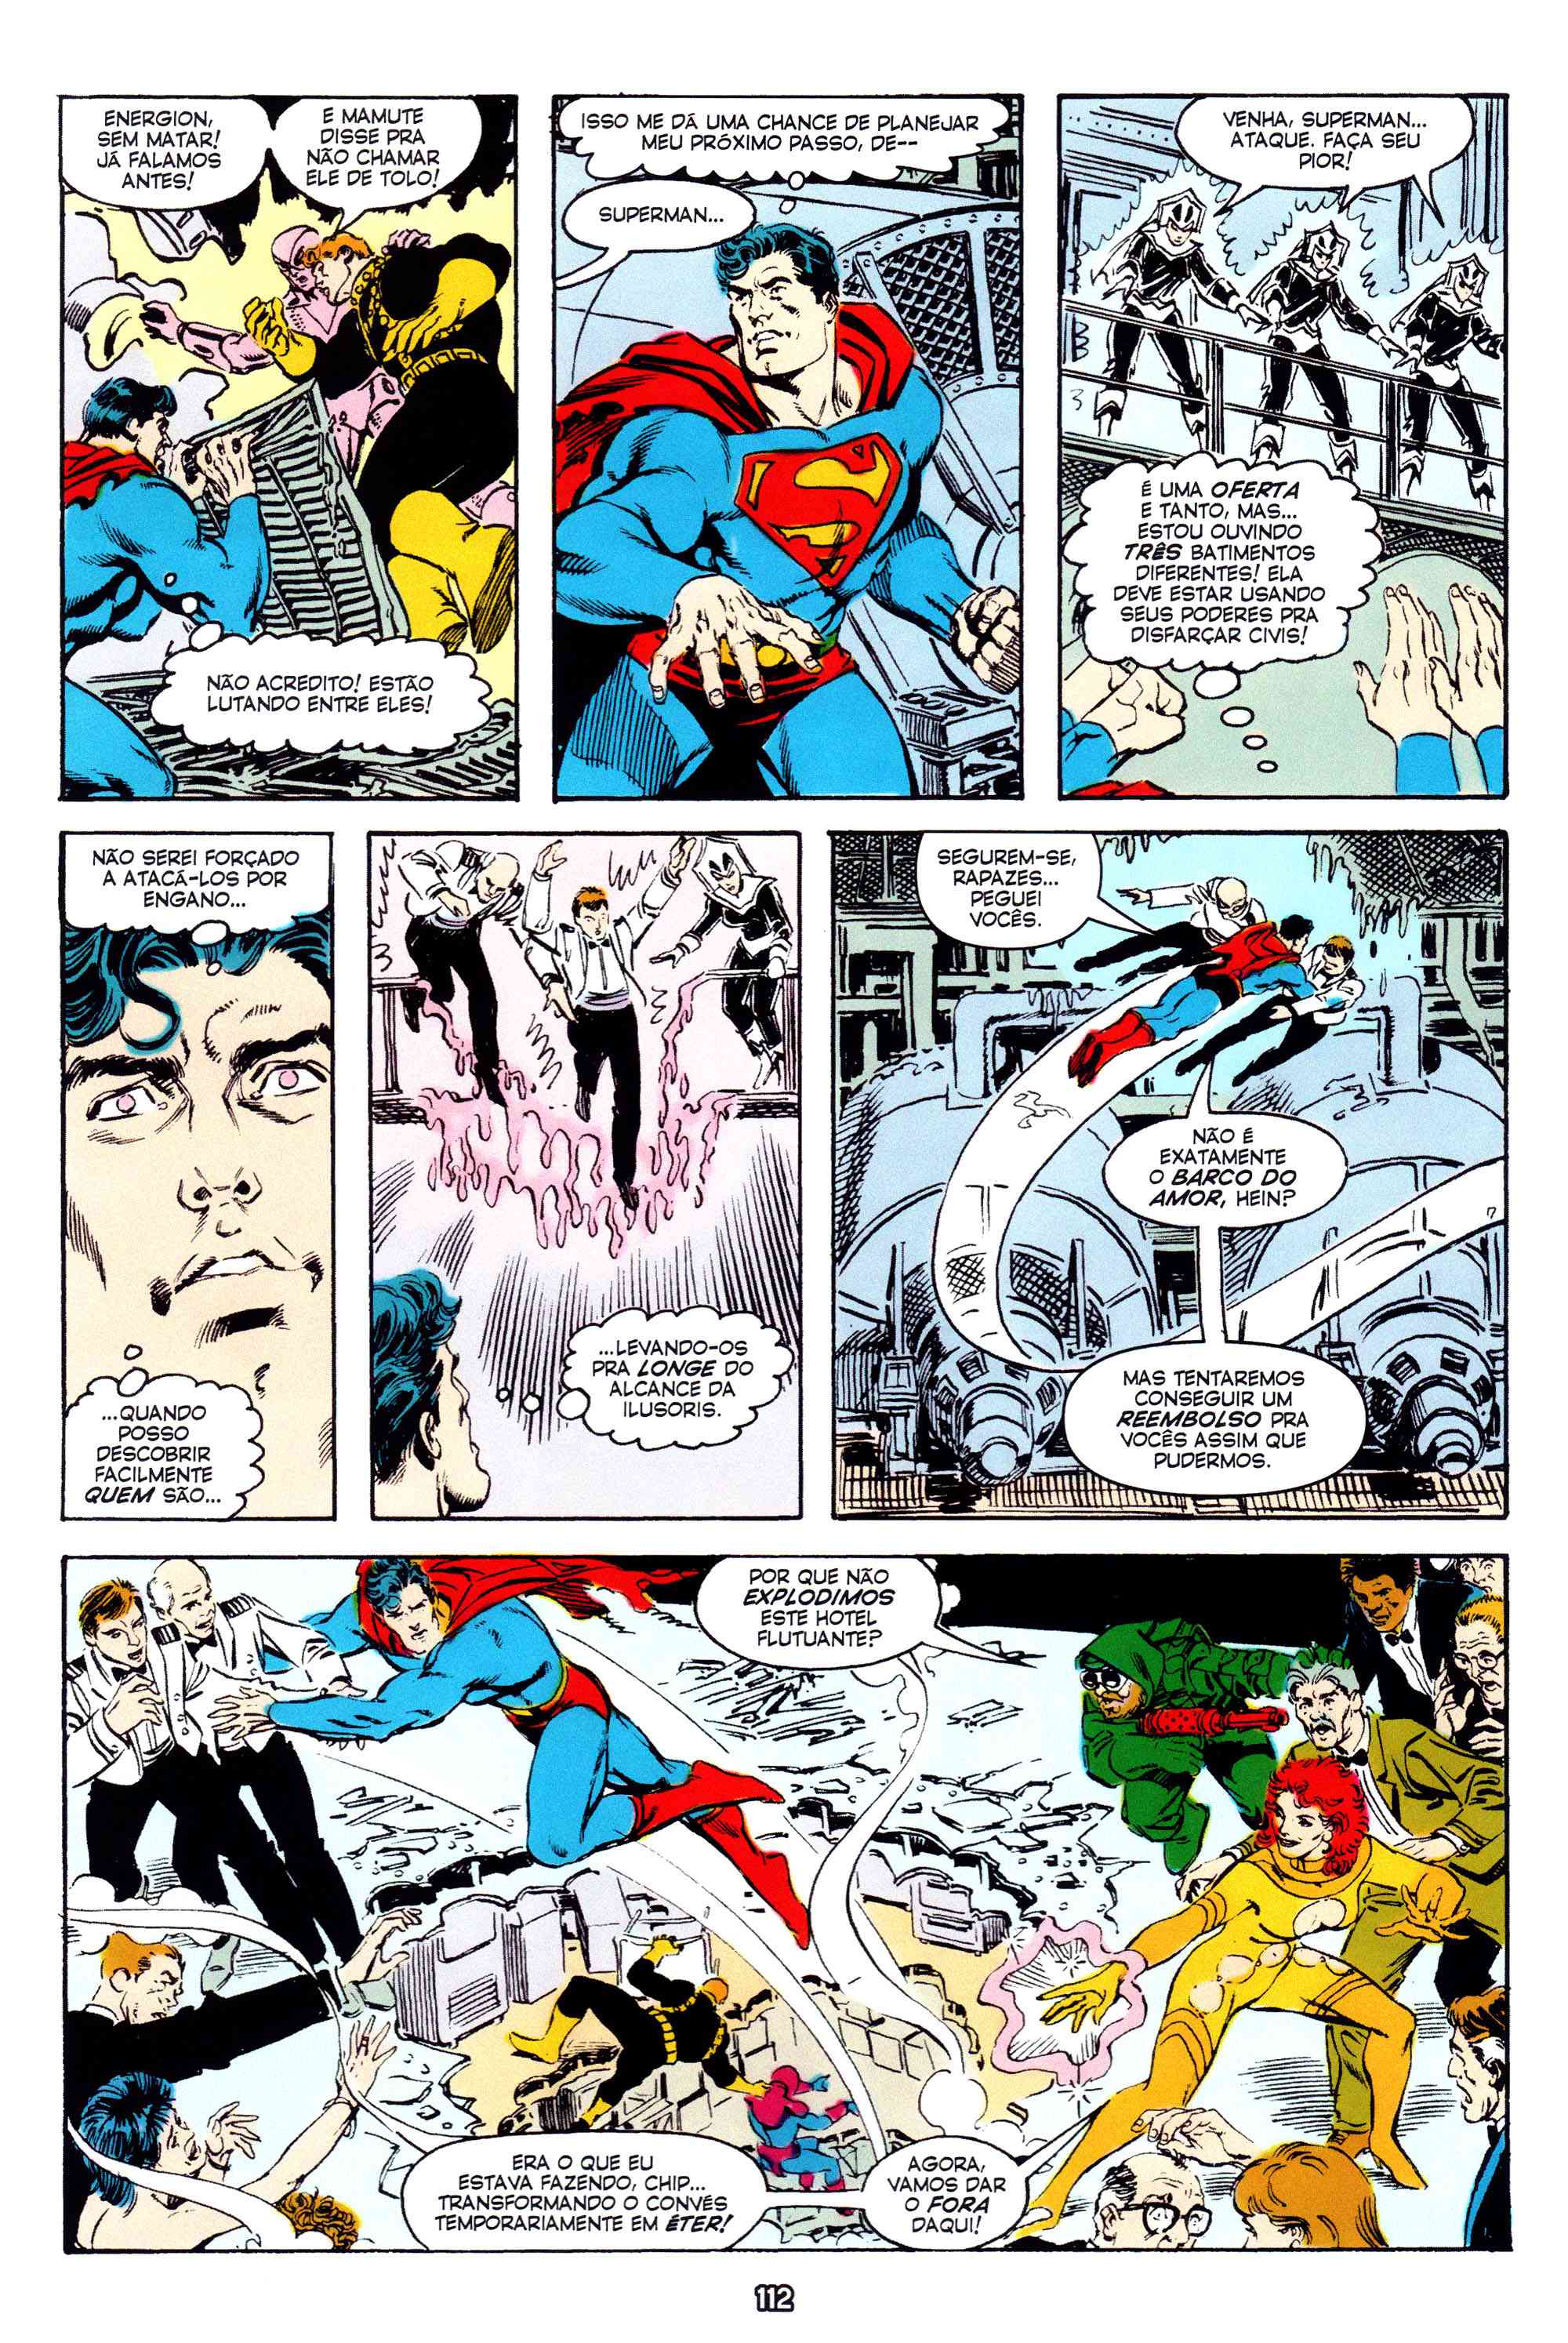 ENERGION,
SEM MATAR!
JÁ FALAMOS
ANTES!
E MAMUTE
DISSE PRA
NÃO CHAMAR
ELE DE TOLO!
NÃO ACREDITO! ESTÃO
LUTANDO ENTRE ELES!
ISSO ME DÁ UMA CHANCE DE PLANEJAR
MEU PRÓXIMO PASSO, DE--
SUPERMAN...
VENHA, SUPERMAN...
ATAQUE. FAÇA SEU
PIOR!
É UMA OFERTA
E TANTO, MAS...
ESTOU OUVINDO
TRÊS BATIMENTOS
DIFERENTES! ELA
DEVE ESTAR USANDO
SEUS PODERES PRA
DISFARÇAR CIVIS!
NÃO SEREI FORÇADO
A ATACÁ-LOS POR
ENGANO...
...QUANDO
POSSO
DESCOBRIR
FACILMENTE
QUEM SÃO...
...LEVANDO-OS
PRA LONGE DO
ALCANCE DA
ILUSORIS.
SEGUREM-SE,
RAPAZES...
PEGUEI
VOCÊS.
NÃO É
EXATAMENTE
O BARCO DO
AMOR, HEIN?
MAS TENTAREMOS
CONSEGUIR UM
REEMBOLSO PRA
VOCÊS ASSIM QUE
PUDERMOS.
POR QUE NÃO
EXPLODIMOS
ESTE HOTEL
FLUTUANTE?
ERA O QUE EU
ESTAVA FAZENDO, CHIP...
TRANSFORMANDO O CONVÉS
TEMPORARIAMENTE EM ÉTER!
AGORA,
VAMOS DAR
O FORA
DAQUI!
112